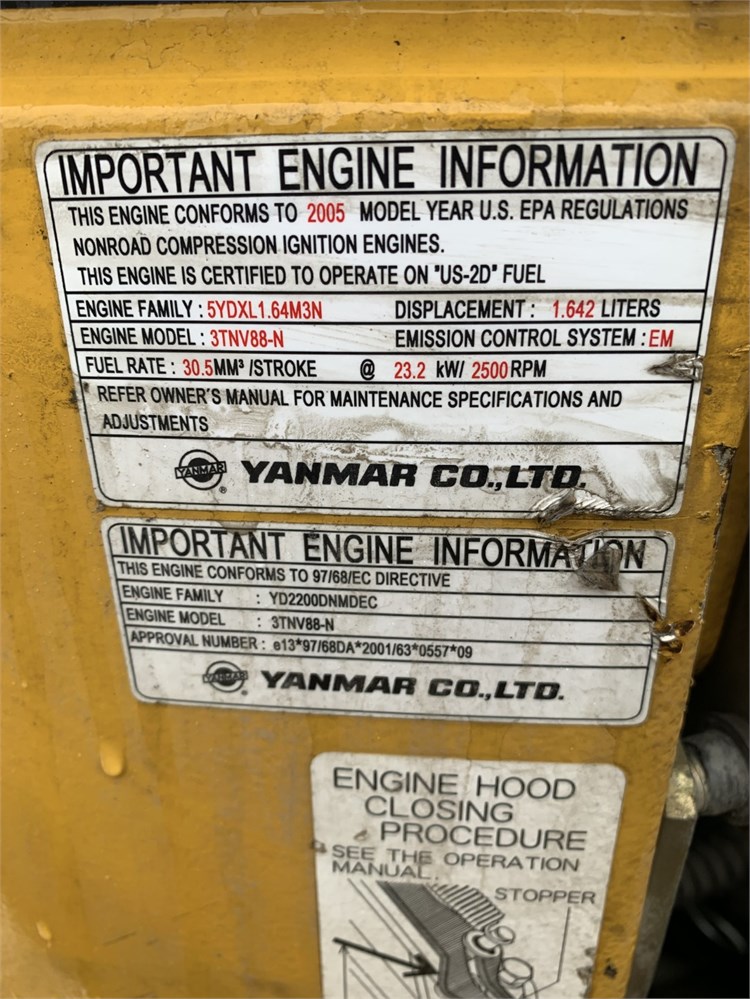 IMPORTANT ENGINE INFORMATION
THIS ENGINE CONFORMS TO 2005 MODEL YEAR U.S. EPA REGULATIONS
NONROAD COMPRESSION IGNITION ENGINES.
THIS ENGINE IS CERTIFIED TO OPERATE ON "US-2D" FUEL
ENGINE FAMILY : 5YDXL1.64M3N DISPLACEMENT : 1.642 LITERS
ENGINE MODEL : 3TNV88-N EMISSION CONTROL SYSTEM : EM
FUEL RATE : 30.5MM³ /STROKE @ 23.2 kW/ 2500RPM
REFER OWNER'S MANUAL FOR MAINTENANCE SPECIFICATIONS AND
ADJUSTMENTS
YANMAR ® YANMAR CO.,LTD.
IMPORTANT ENGINE INFORMATION
THIS ENGINE CONFORMS TO 97/68/EC DIRECTIVE
ENGINE FAMILY : YD2200DNMDEC
ENGINE MODEL : 3TNV88-N
APPROVAL NUMBER : e13*97/68DA*2001/63*0557*09
YANMAR ® YANMAR CO.,LTD.
ENGINE HOOD
CLOSING
PROCEDURE
SEE THE OPERATION
MANUAL.
STOPPER